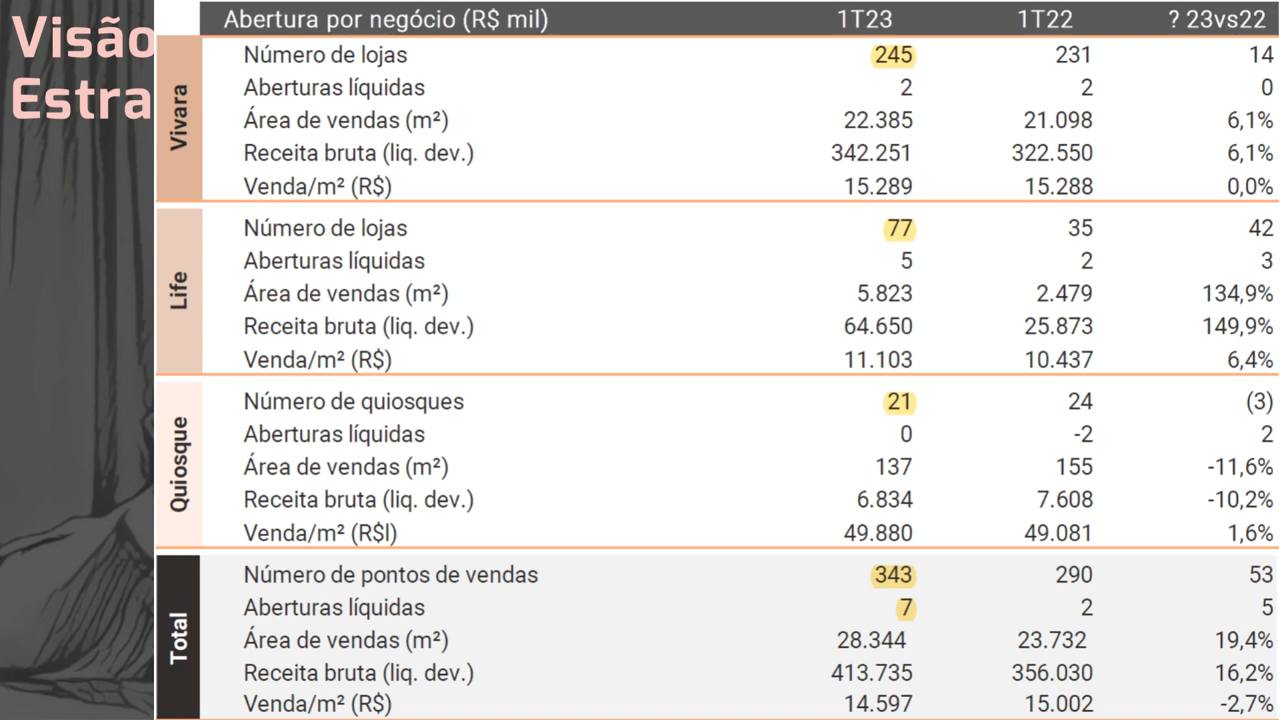 Visão
Estra
Abertura por negócio (R$ mil) 1T23 1T22 ? 23vs22
Vivara
Número de lojas 245 231 14
Aberturas líquidas 2 2 0
Área de vendas (m²) 22.385 21.098 6,1%
Receita bruta (liq. dev.) 342.251 322.550 6,1%
Venda/m² (R$) 15.289 15.288 0,0%
Life
Número de lojas 77 35 42
Aberturas líquidas 5 2 3
Área de vendas (m²) 5.823 2.479 134,9%
Receita bruta (liq. dev.) 64.650 25.873 149,9%
Venda/m² (R$) 11.103 10.437 6,4%
Quiosque
Número de quiosques 21 24 (3)
Aberturas líquidas 0 -2 2
Área de vendas (m²) 137 155 -11,6%
Receita bruta (liq. dev.) 6.834 7.608 -10,2%
Venda/m² (R$l) 49.880 49.081 1,6%
Total
Número de pontos de vendas 343 290 53
Aberturas líquidas 7 2 5
Área de vendas (m²) 28.344 23.732 19,4%
Receita bruta (liq. dev.) 413.735 356.030 16,2%
Venda/m² (R$) 14.597 15.002 -2,7%